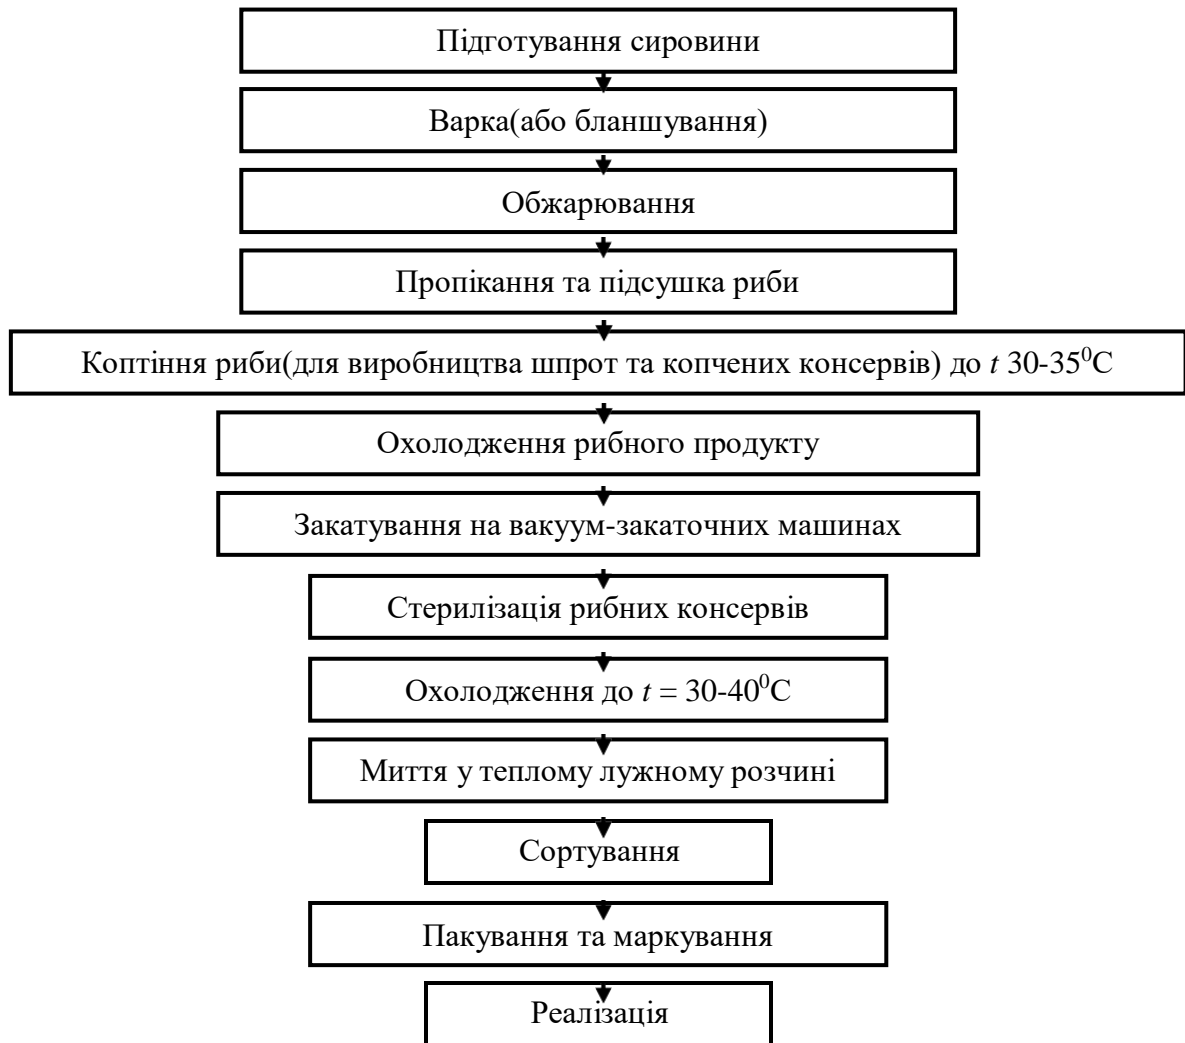 Підготування сировини
Варка(або бланшування)
Обжарювання
Пропікання та підсушка риби
Коптіння риби(для виробництва шпрот та копчених консервів) до t 30-35⁰С
Охолодження рибного продукту
Закатування на вакуум-закаточних машинах
Стерилізація рибних консервів
Охолодження до t = 30-40⁰С
Миття у теплому лужному розчині
Сортування
Пакування та маркування
Реалізація